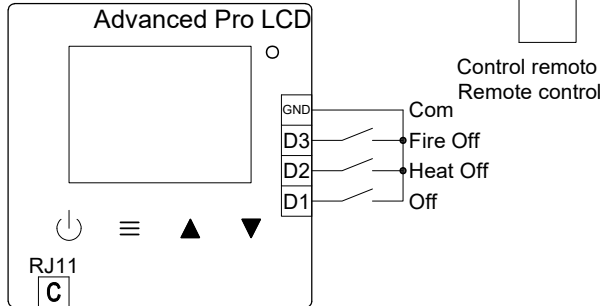 Advanced Pro LCD
Control remoto
Remote control
GND Com
D3 Fire Off
D2 Heat Off
D1 Off
RJ11
C